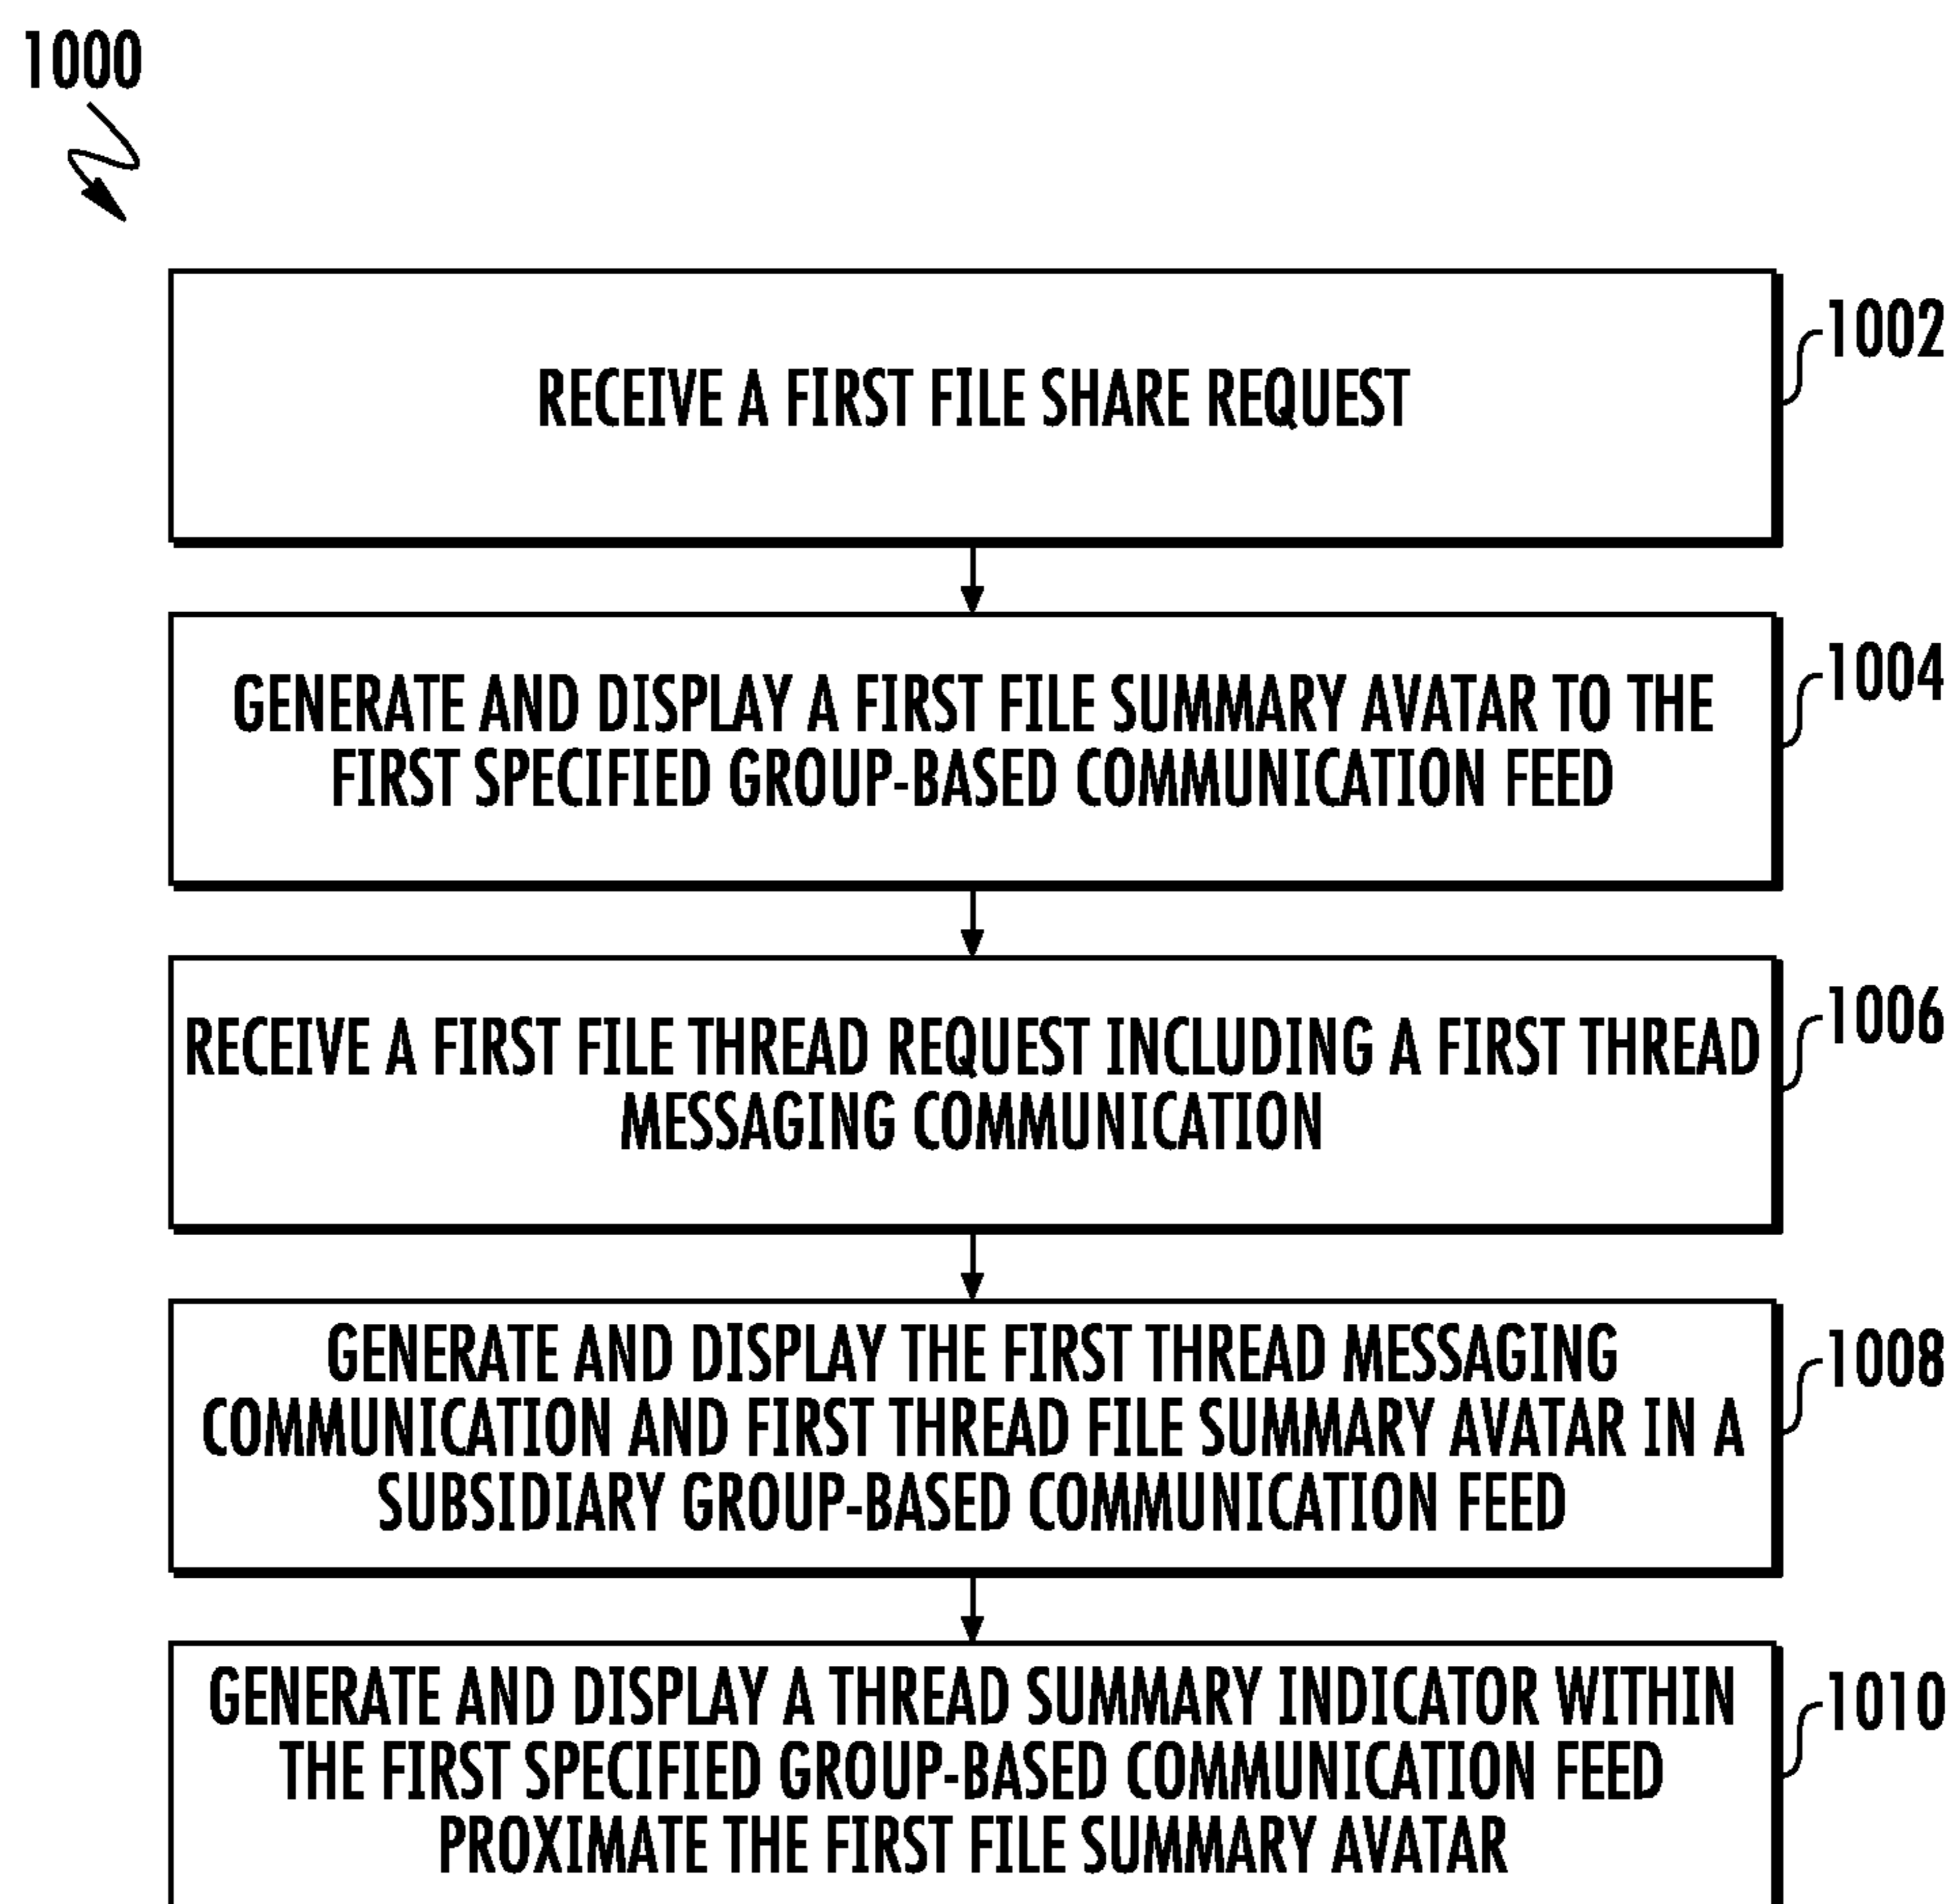 1000
RECEIVE A FIRST FILE SHARE REQUEST
1002
GENERATE AND DISPLAY A FIRST FILE SUMMARY AVATAR TO THE
FIRST SPECIFIED GROUP-BASED COMMUNICATION FEED
1004
RECEIVE A FIRST FILE THREAD REQUEST INCLUDING A FIRST THREAD
MESSAGING COMMUNICATION
1006
GENERATE AND DISPLAY THE FIRST THREAD MESSAGING
COMMUNICATION AND FIRST THREAD FILE SUMMARY AVATAR IN A
SUBSIDIARY GROUP-BASED COMMUNICATION FEED
1008
GENERATE AND DISPLAY A THREAD SUMMARY INDICATOR WITHIN
THE FIRST SPECIFIED GROUP-BASED COMMUNICATION FEED
PROXIMATE THE FIRST FILE SUMMARY AVATAR
1010